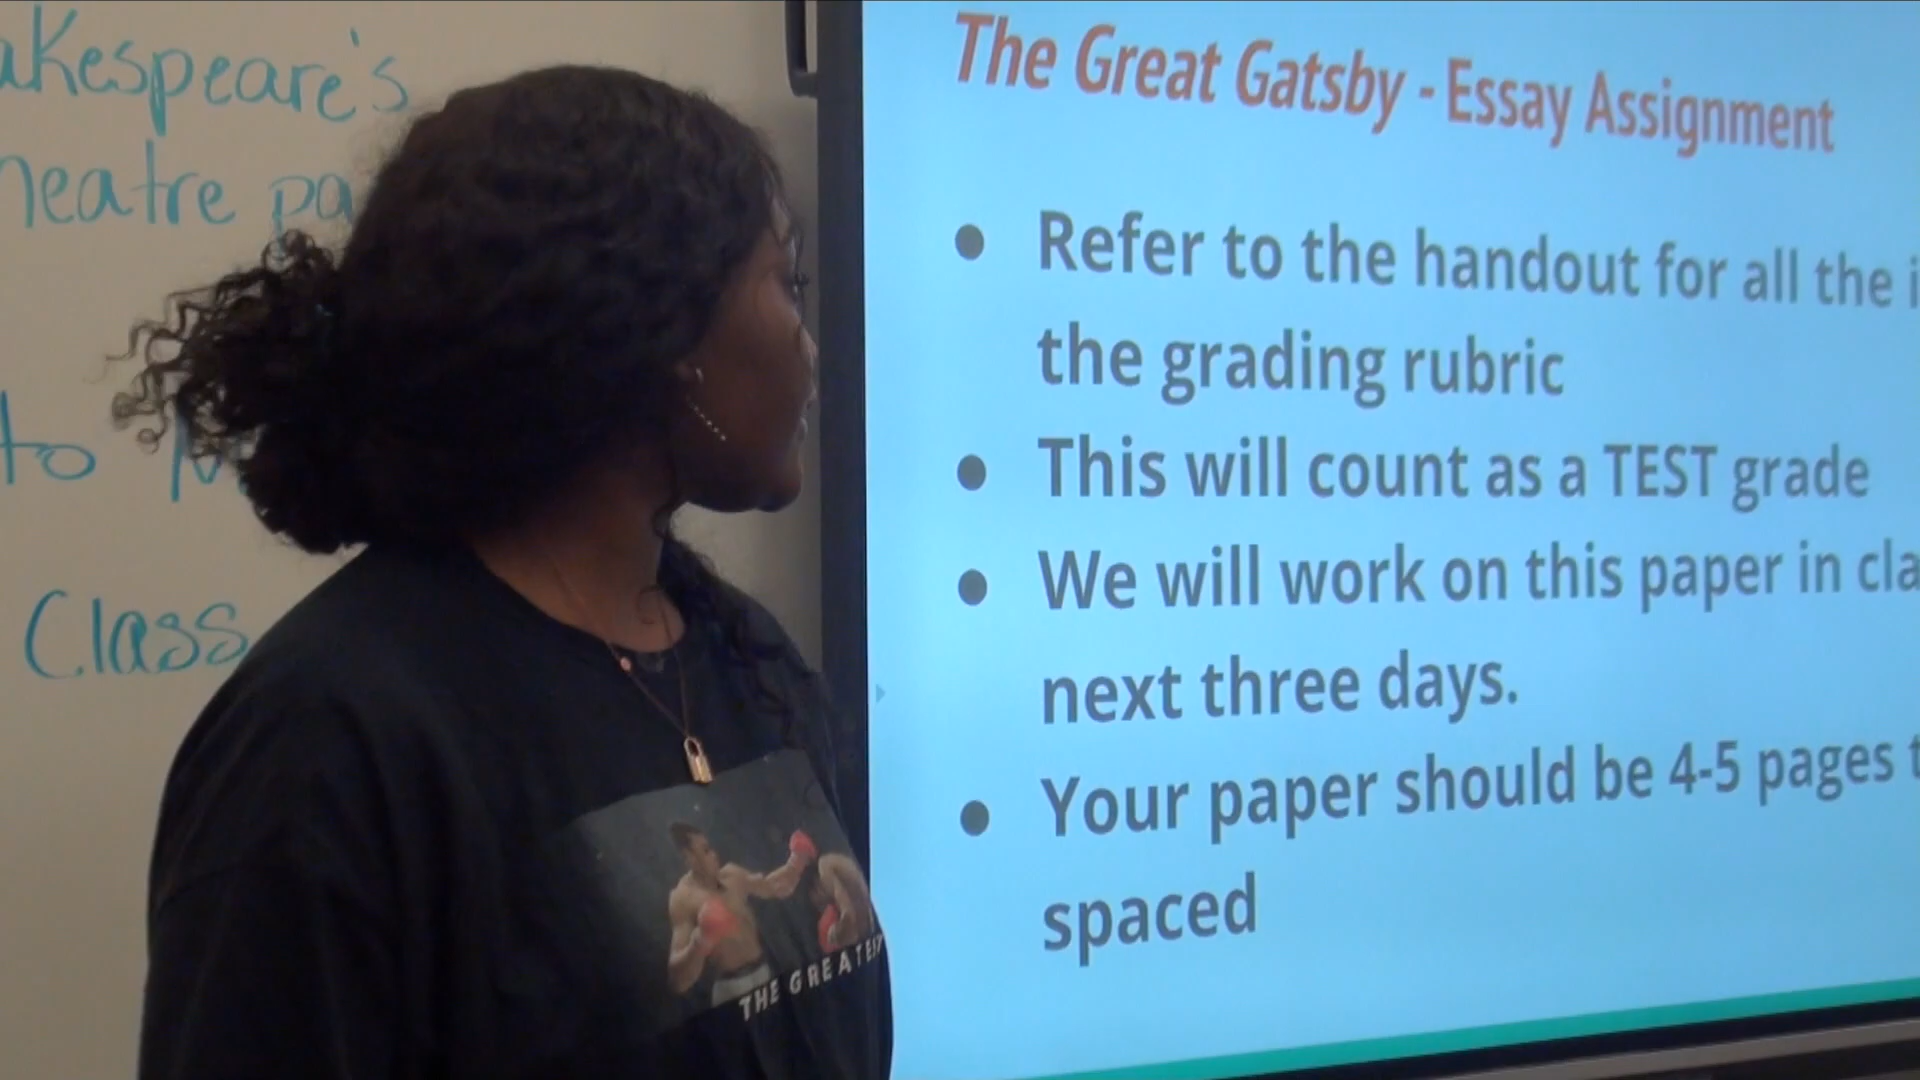 akespeare's
heatre pa
to
Class
The Great Gatsby - Essay Assignment
● Refer to the handout for all the
the grading rubric
● This will count as a TEST grade
● We will work on this paper in cla
next three days.
● Your paper should be 4-5 pages
spaced
THE GREATEST